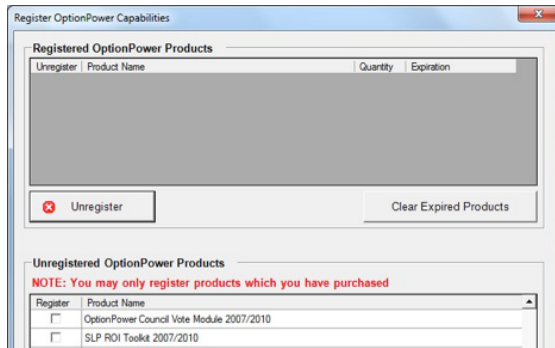 Register OptionPower Capabilities
Registered OptionPower Products
Unregister Product Name Quantity Expiration
Unregister Clear Expired Products
Unregistered OptionPower Products
NOTE: You may only register products which you have purchased
Register Product Name
OptionPower Council Vote Module 2007/2010
SLP ROI Toolkit 2007/2010